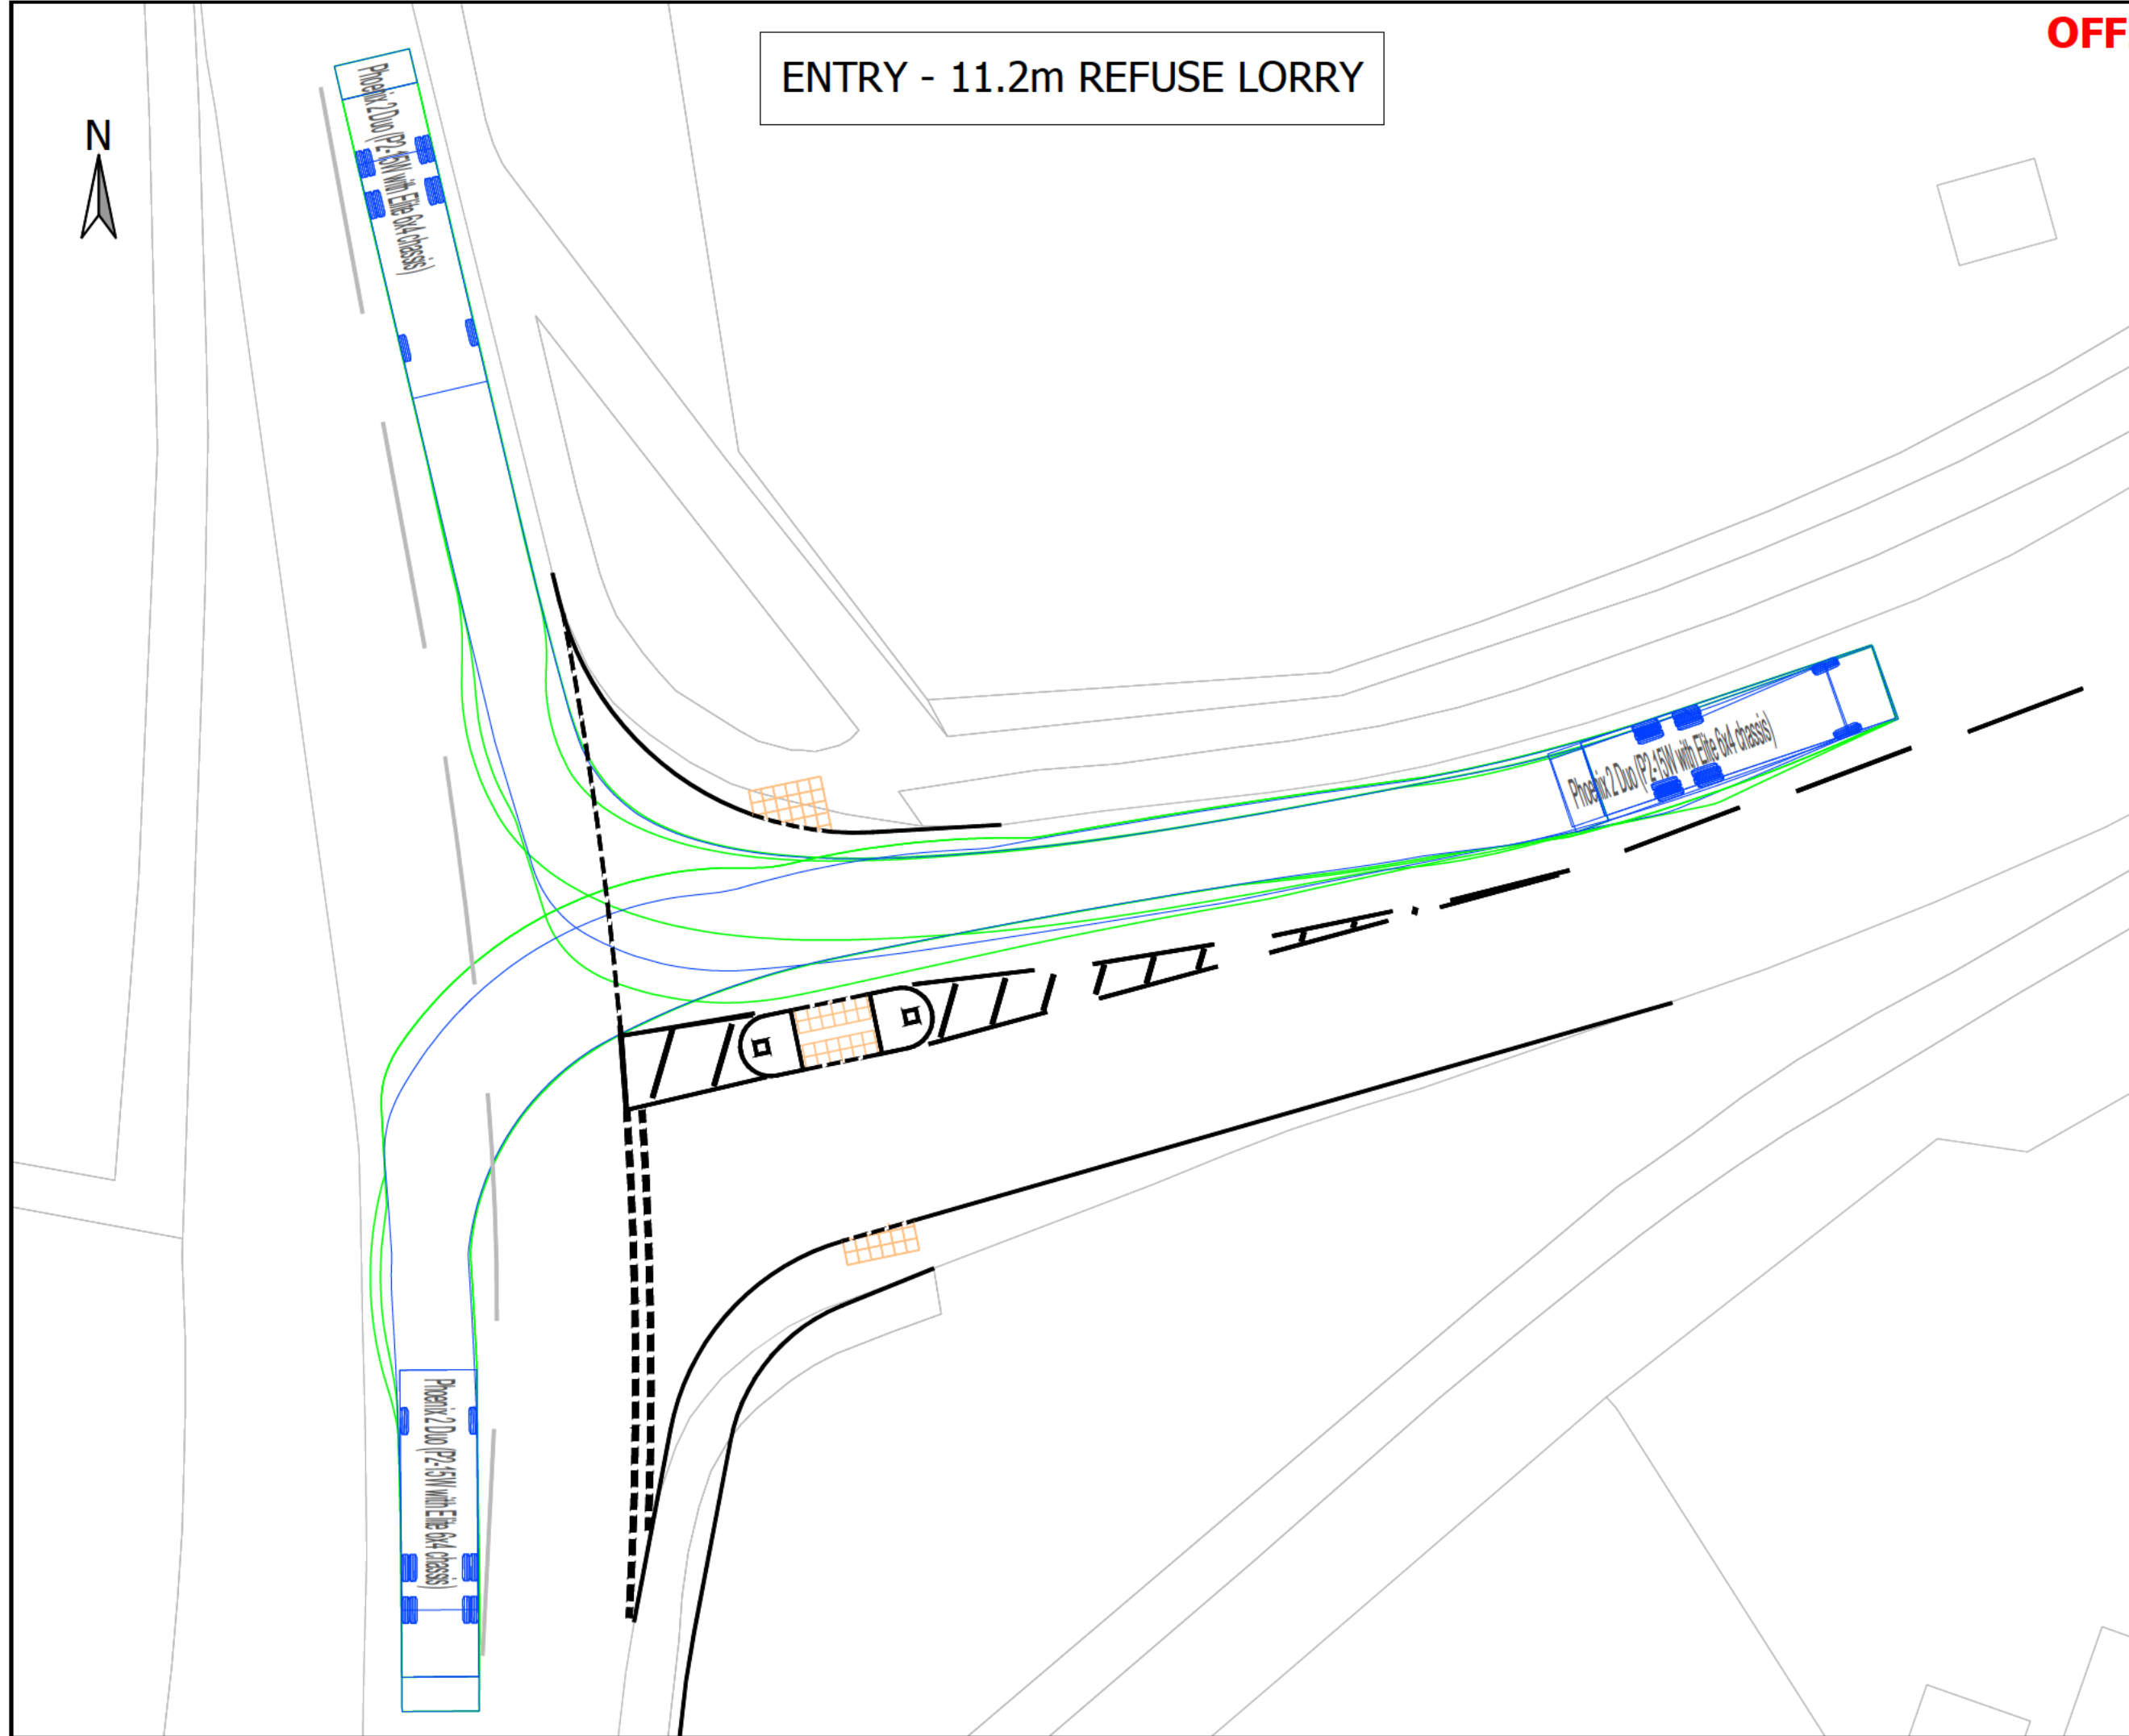 OFF
ENTRY - 11.2m REFUSE LORRY
N
Phoenix 2 Duo (P2-15W with Elite 6x4 chassis)
Phoenix 2 Duo (P2-15W with Elite 6x4 chassis)
Phoenix 2 Duo (P2-15W with Elite 6x4 chassis)